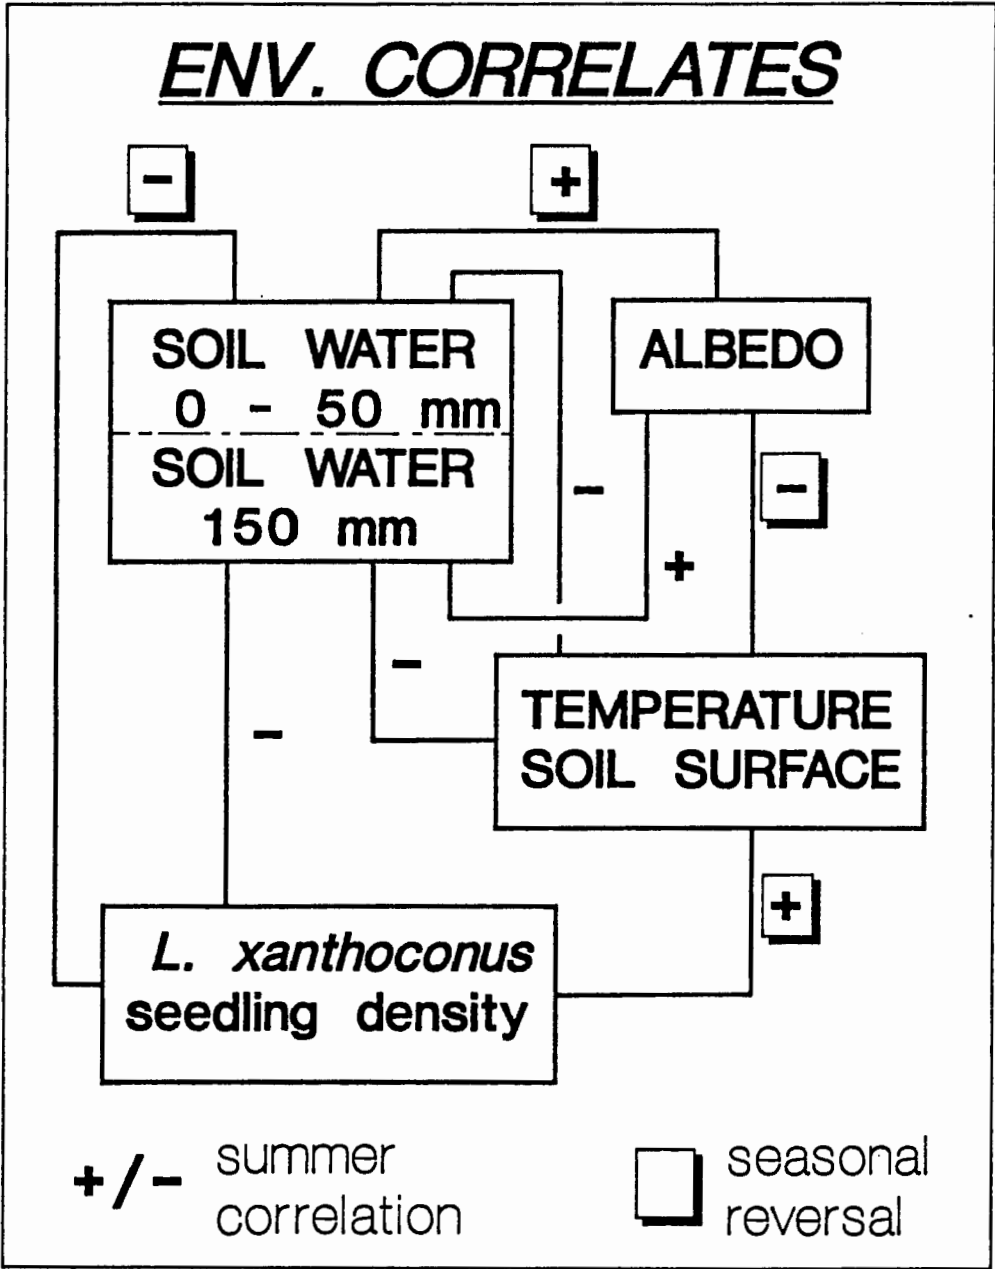 ENV. CORRELATES
-
+
SOIL WATER
0 - 50 mm
SOIL WATER
150 mm
ALBEDO
-
-
+
-
-
TEMPERATURE
SOIL SURFACE
+
L. xanthoconus
seedling density
+/- summer
correlation
seasonal
reversal